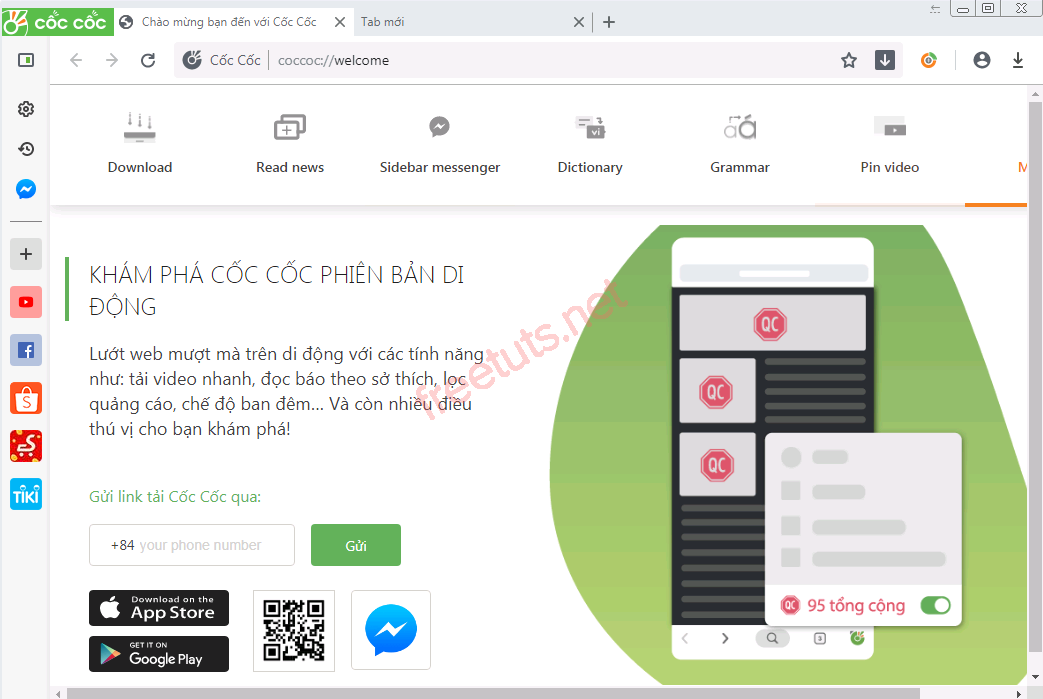 cốc cốc
Chào mừng bạn đến với Cốc Cốc
Tab mới
Cốc Cốc
coccoc://welcome
Download
Read news
Sidebar messenger
vi
Dictionary
aá
Grammar
Pin video
M
KHÁM PHÁ CỐC CỐC PHIÊN BẢN DI
ĐỘNG
Lướt web mượt mà trên di động với các tính năng
như: tải video nhanh, đọc báo theo sở thích, lọc
quảng cáo, chế độ ban đêm... Và còn nhiều điều
thú vị cho bạn khám phá!
freetuts.net
Gửi link tải Cốc Cốc qua:
+84 your phone number
Gửi
Download on the
App Store
GET IT ON
Google Play
QC
QC
QC
QC 95 tổng cộng
3
S
S
TIKI